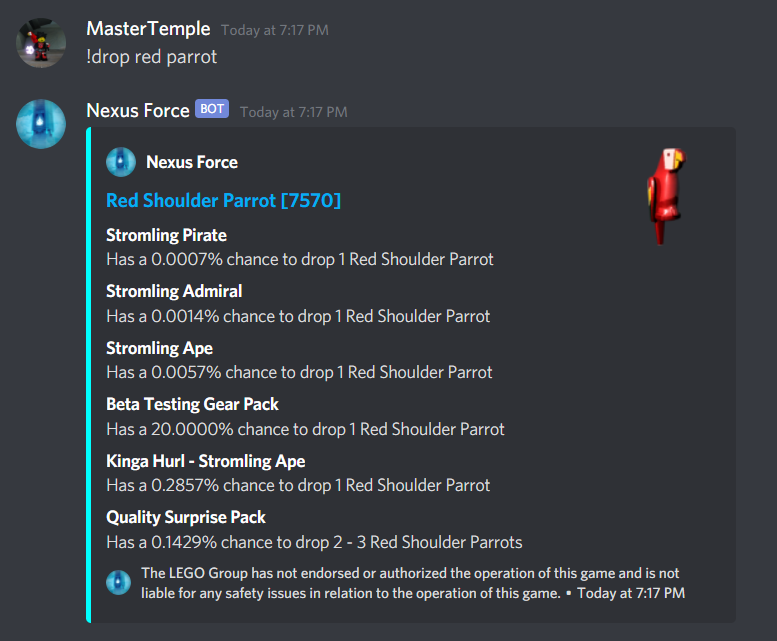 MasterTemple Today at 7:17 PM
!drop red parrot
Nexus Force BOT Today at 7:17 PM
Nexus Force
Red Shoulder Parrot [7570]
Stromling Pirate
Has a 0.0007% chance to drop 1 Red Shoulder Parrot
Stromling Admiral
Has a 0.0014% chance to drop 1 Red Shoulder Parrot
Stromling Ape
Has a 0.0057% chance to drop 1 Red Shoulder Parrot
Beta Testing Gear Pack
Has a 20.0000% chance to drop 1 Red Shoulder Parrot
Kinga Hurl - Stromling Ape
Has a 0.2857% chance to drop 1 Red Shoulder Parrot
Quality Surprise Pack
Has a 0.1429% chance to drop 2 - 3 Red Shoulder Parrots
The LEGO Group has not endorsed or authorized the operation of this game and is not
liable for any safety issues in relation to the operation of this game. • Today at 7:17 PM